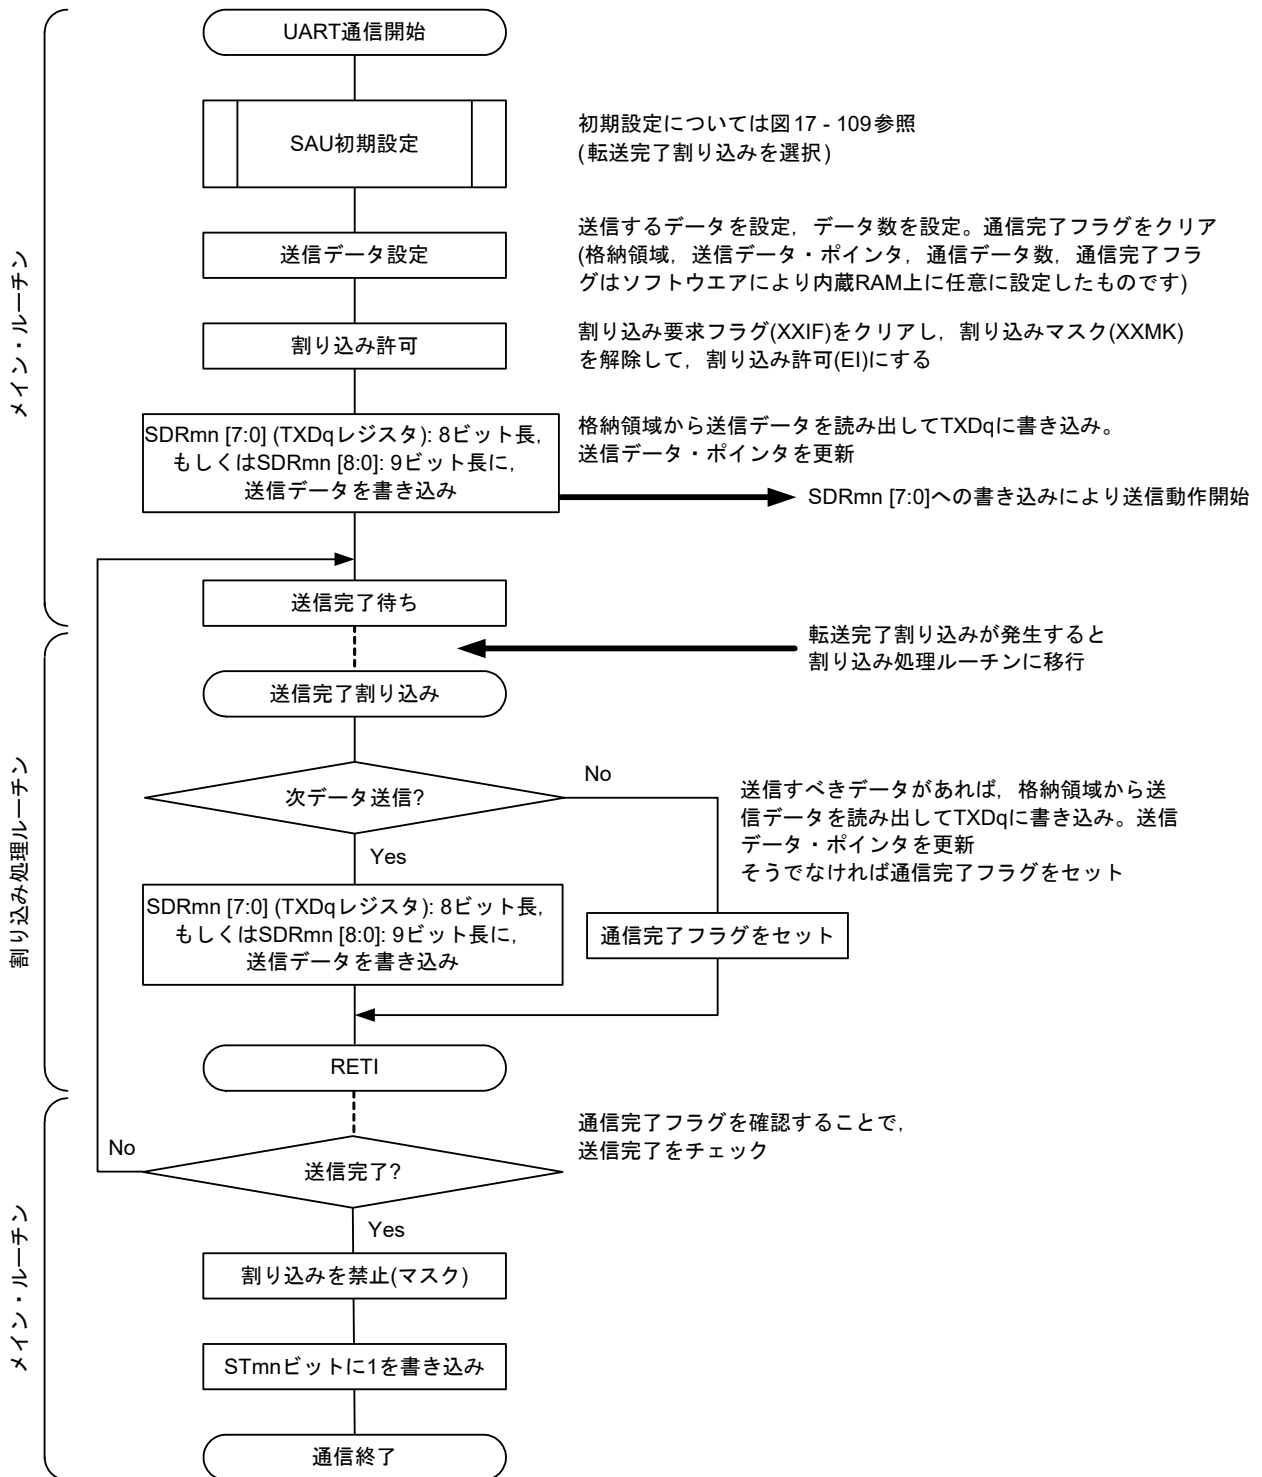 UART通信開始
SAU初期設定
初期設定については図17 - 109参照
(転送完了割り込みを選択)
メイン・ルーチン
送信データ設定
送信するデータを設定，データ数を設定。通信完了フラグをクリア
(格納領域，送信データ・ポインタ，通信データ数，通信完了フラ
グはソフトウエアにより内蔵RAM上に任意に設定したものです)
割り込み許可
割り込み要求フラグ(XXIF)をクリアし，割り込みマスク(XXMK)
を解除して，割り込み許可(EI)にする
SDRmn [7:0] (TXDqレジスタ): 8ビット長，
もしくはSDRmn [8:0]: 9ビット長に，
送信データを書き込み
格納領域から送信データを読み出してTXDqに書き込み。
送信データ・ポインタを更新
SDRmn [7:0]への書き込みにより送信動作開始
送信完了待ち
転送完了割り込みが発生すると
割り込み処理ルーチンに移行
割り込み処理ルーチン
送信完了割り込み
次データ送信?
No
Yes
送信すべきデータがあれば，格納領域から送
信データを読み出してTXDqに書き込み。送信
データ・ポインタを更新
そうでなければ通信完了フラグをセット
SDRmn [7:0] (TXDqレジスタ): 8ビット長，
もしくはSDRmn [8:0]: 9ビット長に，
送信データを書き込み
通信完了フラグをセット
RETI
メイン・ルーチン
通信完了フラグを確認することで，
送信完了をチェック
No
送信完了?
Yes
割り込みを禁止(マスク)
STmnビットに1を書き込み
通信終了